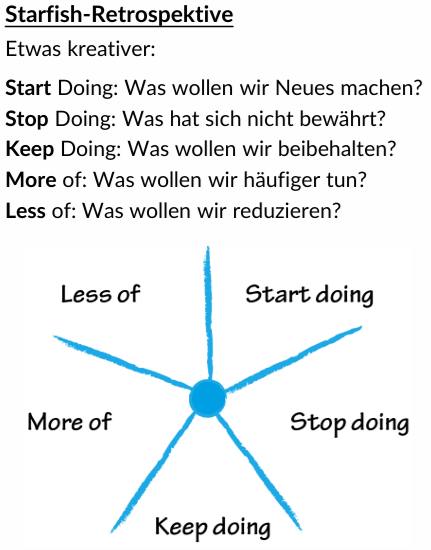 Starfish-Retrospektive
Etwas kreativer:
Start Doing: Was wollen wir Neues machen?
Stop Doing: Was hat sich nicht bewährt?
Keep Doing: Was wollen wir beibehalten?
More of: Was wollen wir häufiger tun?
Less of: Was wollen wir reduzieren?
Less of
Start doing
More of
Stop doing
Keep doing